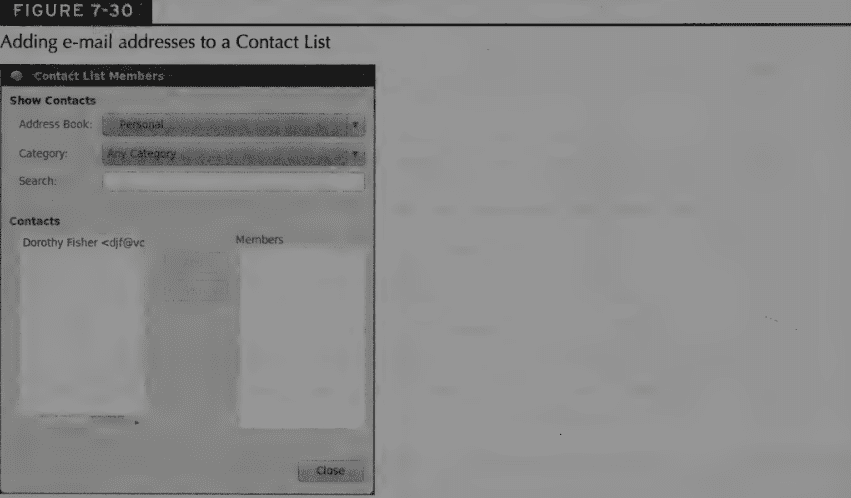 FIGURE 7-30
Adding e-mail addresses to a Contact List
Contact List Members
Show Contacts
Address Book: Personal
Category: Any Category
Search:
Contacts
Dorothy Fisher <djf@vc
Members
Close